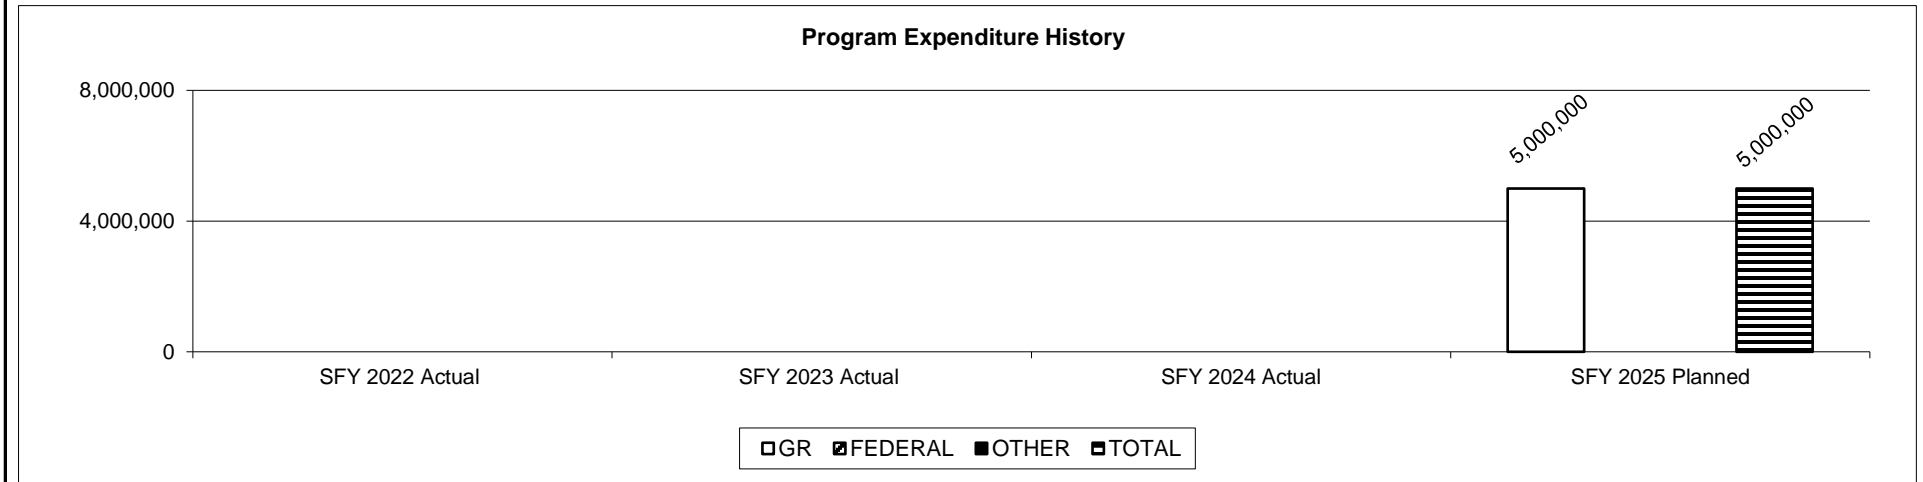 Program Expenditure History
8,000,000
5,000,000
5,000,000
4,000,000
0
SFY 2022 Actual
SFY 2023 Actual
SFY 2024 Actual
SFY 2025 Planned
GR FEDERAL OTHER TOTAL